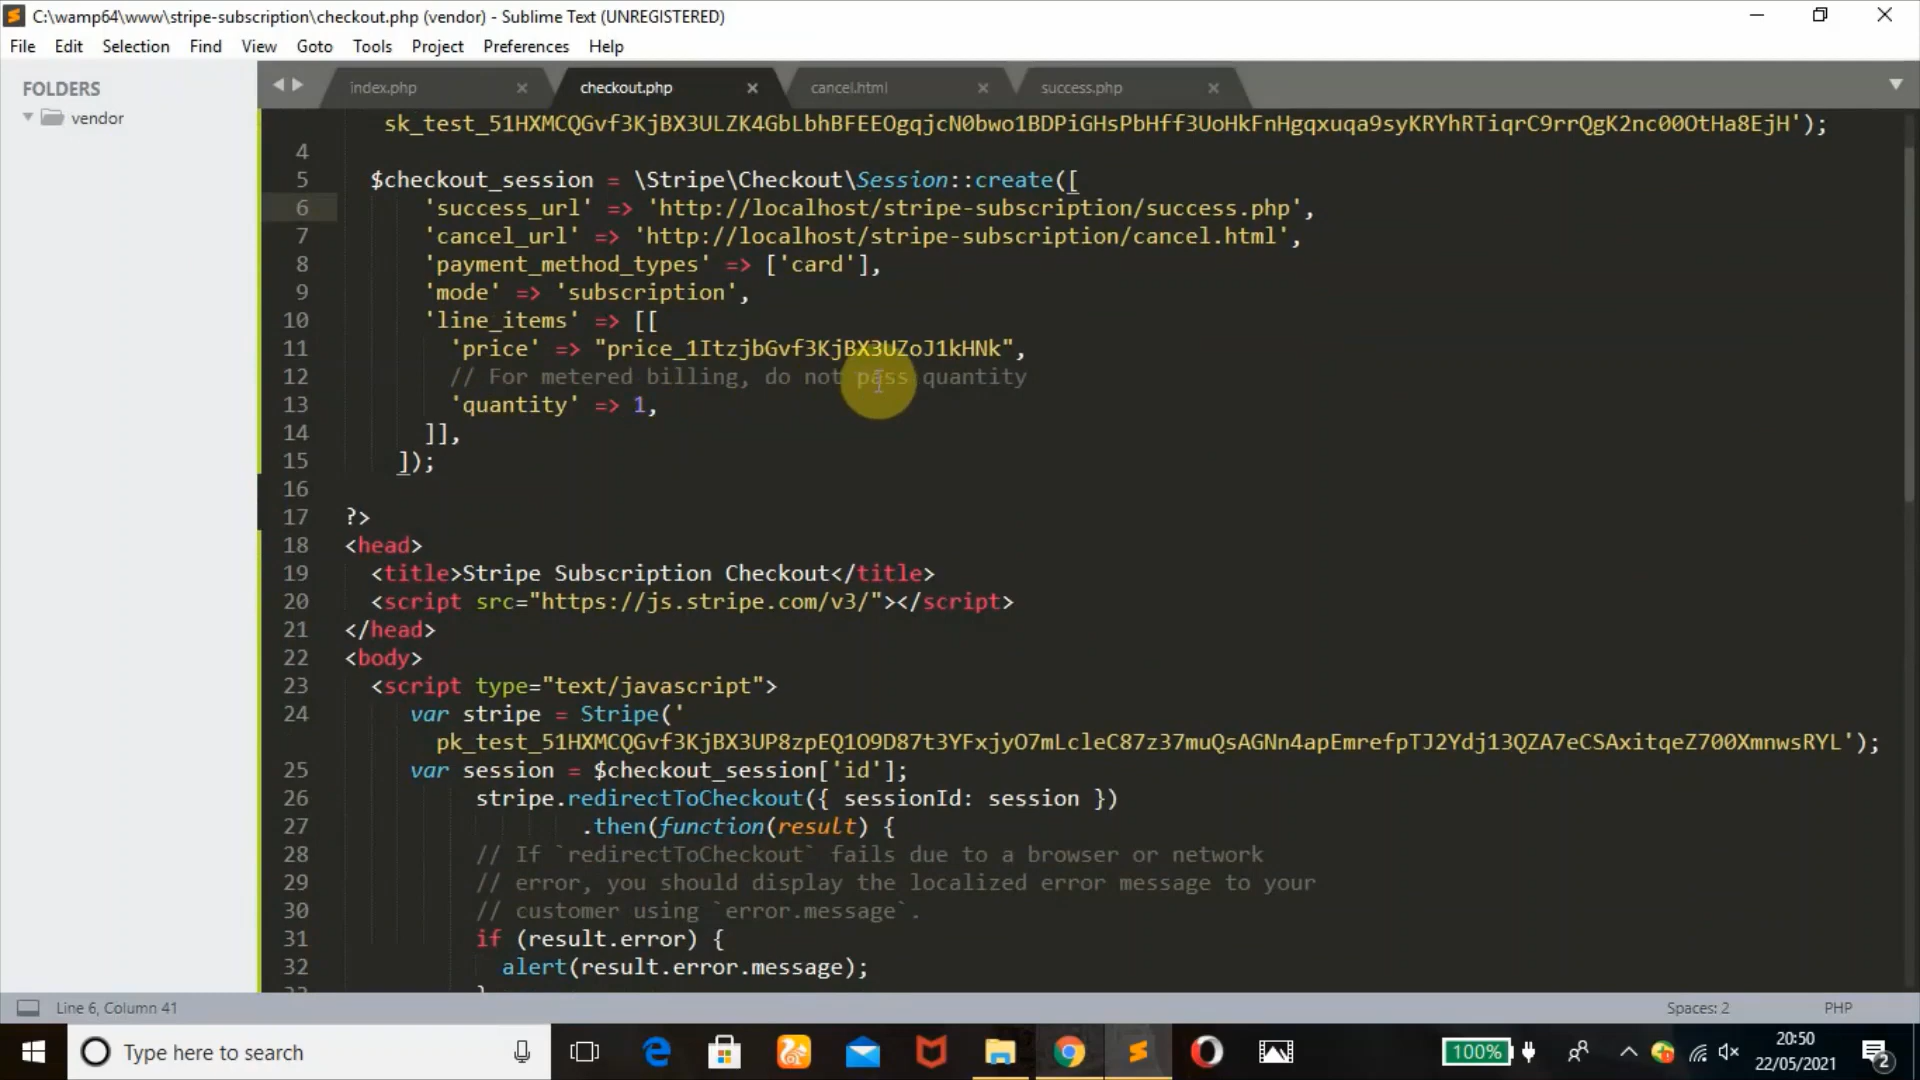 C:\wamp64\www\stripe-subscription\checkout.php (vendor) - Sublime Text (UNREGISTERED)
File Edit Selection Find View Goto Tools Project Preferences Help
FOLDERS
vendor
index.php checkout.php cancel.html success.php
sk_test_51HXMCQGvf3KjBX3ULZK4GbLbhBFEEOgqjcN0bwo1BDPiGHsPbHff3UoHkFnHgqxuqa9syKRYhRTiqrC9rrQgK2nc00OtHa8EjH');
4
5 $checkout_session = \Stripe\Checkout\Session::create([
6 'success_url' => 'http://localhost/stripe-subscription/success.php',
7 'cancel_url' => 'http://localhost/stripe-subscription/cancel.html',
8 'payment_method_types' => ['card'],
9 'mode' => 'subscription',
10 'line_items' => [[
11 'price' => "price_1ItzjbGvf3KjBX3UZoJ1kHNk",
12 // For metered billing, do not pass quantity
13 'quantity' => 1,
14 ]],
15 ]);
16
17 ?>
18 <head>
19 <title>Stripe Subscription Checkout</title>
20 <script src="https://js.stripe.com/v3/"></script>
21 </head>
22 <body>
23 <script type="text/javascript">
24 var stripe = Stripe('
pk_test_51HXMCQGvf3KjBX3UP8zpEQ1O9D87t3YFxjyO7mLcleC87z37muQsAGNn4apEmrefpTJ2Ydj13QZA7eCSAxitqeZ700XmnwsRYL');
25 var session = $checkout_session['id'];
26 stripe.redirectToCheckout({ sessionId: session })
27 .then(function(result) {
28 // If `redirectToCheckout` fails due to a browser or network
29 // error, you should display the localized error message to your
30 // customer using `error.message`.
31 if (result.error) {
32 alert(result.error.message);
}
Line 6, Column 41 Spaces: 2 PHP
Type here to search 100% 20:50
22/05/2021 2